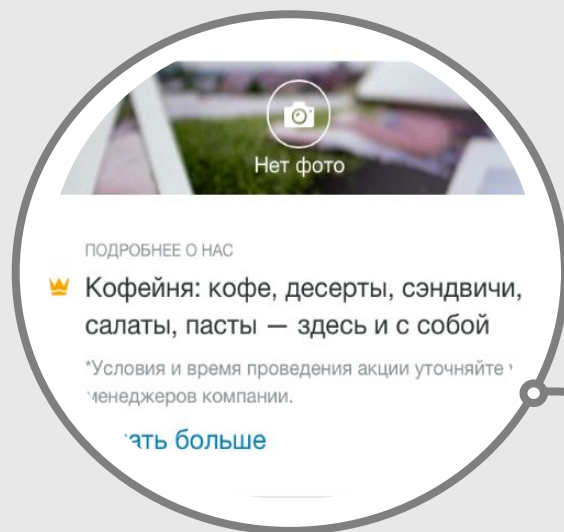 Нет фото
ПОДРОБНЕЕ О НАС
Кофейня: кофе, десерты, сэндвичи,
салаты, пасты — здесь и с собой
*Условия и время проведения акции уточняйте
менеджеров компании.
больше